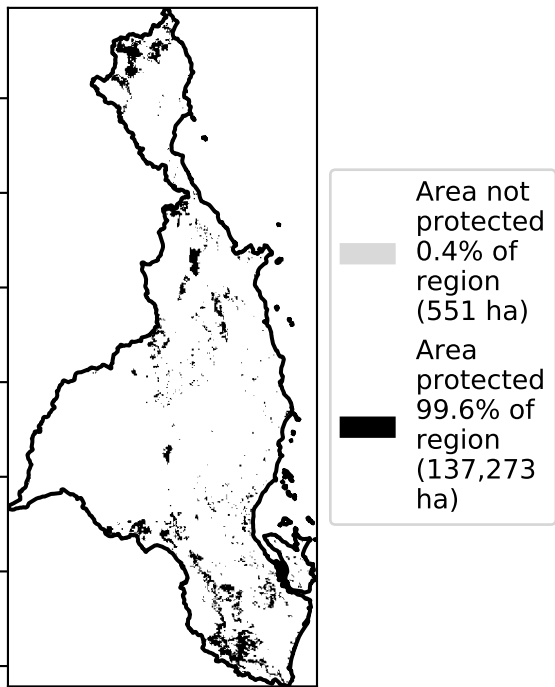 Area not
protected
0.4% of
region
(551 ha)
Area
protected
99.6% of
region
(137,273
ha)